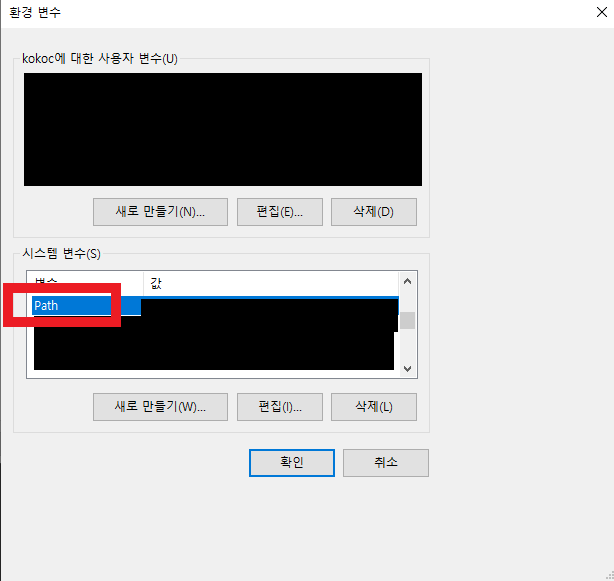 환경 변수
kokoc에 대한 사용자 변수(U)
새로 만들기(N)...
편집(E)...
삭제(D)
시스템 변수(S)
변수
값
Path
새로 만들기(W)...
편집(I)...
삭제(L)
확인
취소